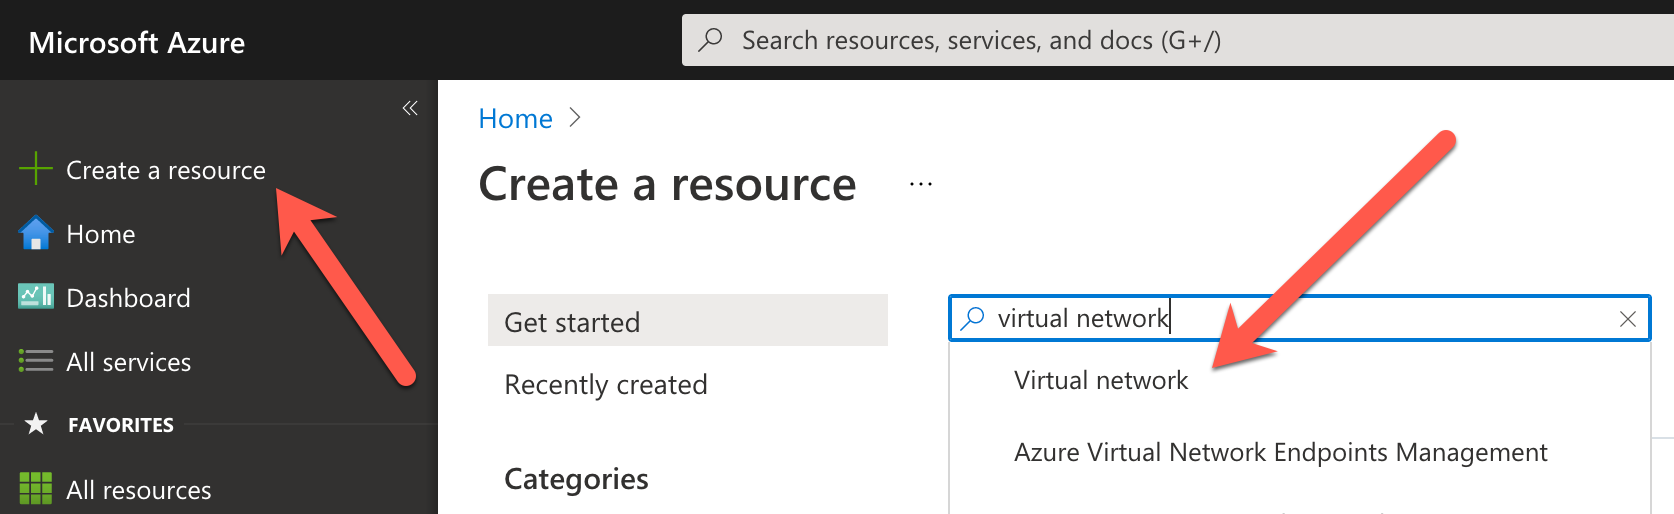 Microsoft Azure
Search resources, services, and docs (G+/)
Create a resource
Home
Dashboard
All services
FAVORITES
All resources
Home
Create a resource
Get started
Recently created
Categories
virtual network
Virtual network
Azure Virtual Network Endpoints Management